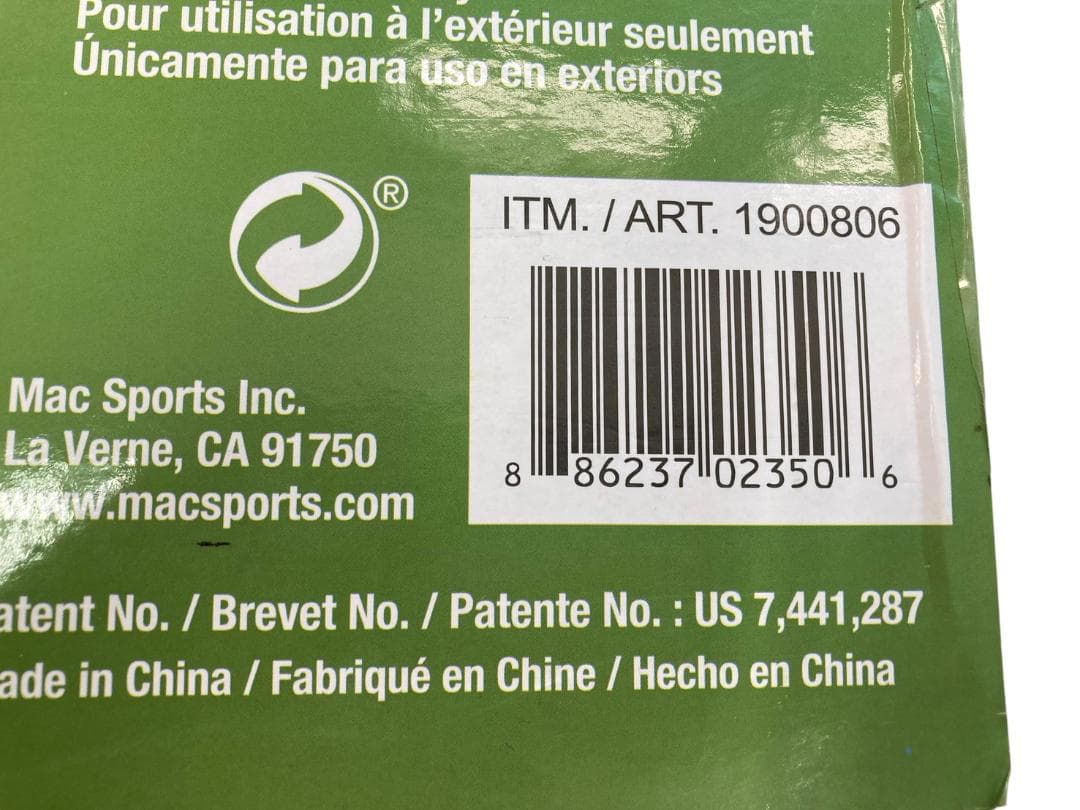 Pour utilisation à l'extérieur seulement
Únicamente para uso en exteriors
®
ITM. / ART. 1900806
8 86237 02350 6
Mac Sports Inc.
La Verne, CA 91750
www.macsports.com
atent No. / Brevet No. / Patente No. : US 7,441,287
ade in China / Fabriqué en Chine / Hecho en China